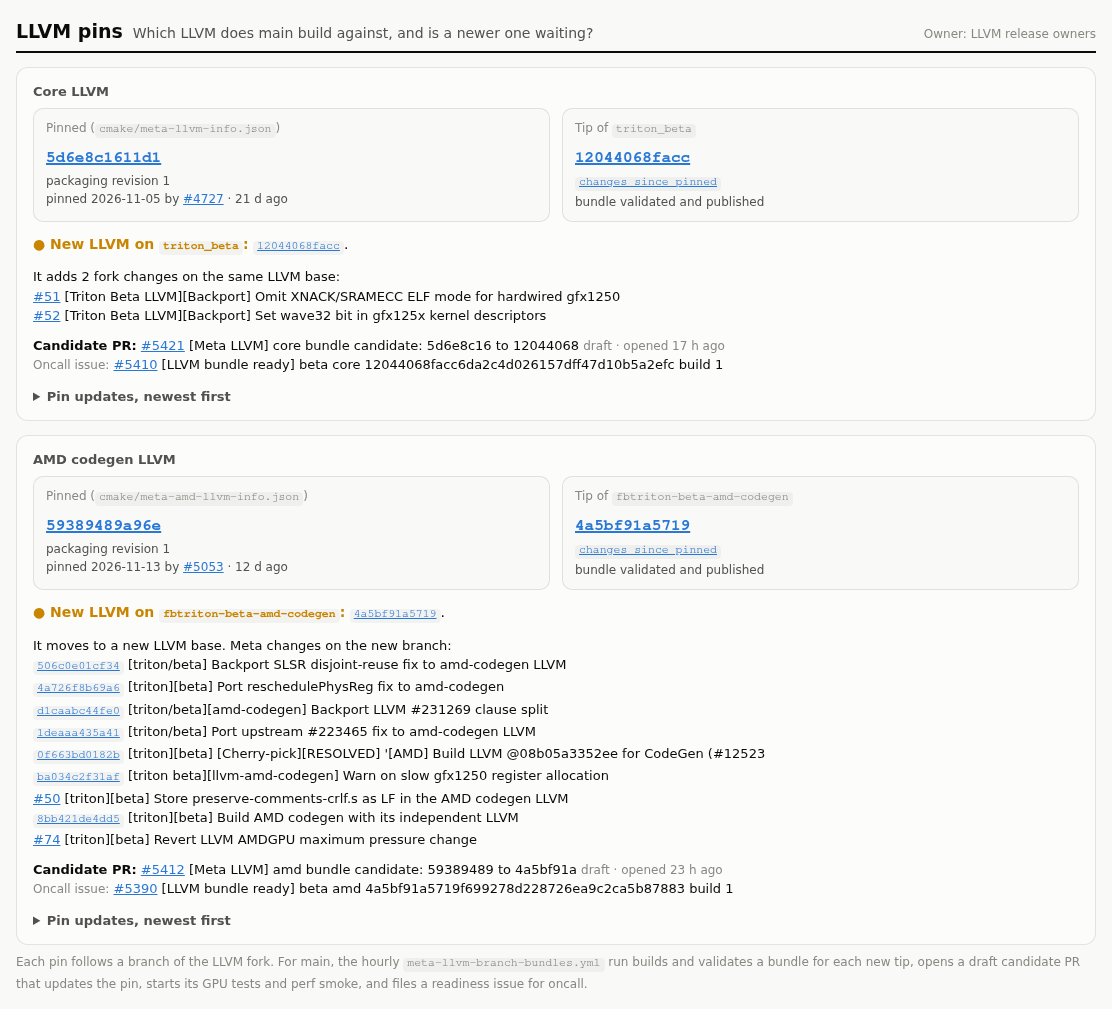 LLVM pins Which LLVM does main build against, and is a newer one waiting? Owner: LLVM release owners
Core LLVM
Pinned (cmake/meta-llvm-info.json)
5d6e8c1611d1
packaging revision 1
pinned 2026-11-05 by #4727 · 21 d ago
Tip of triton_beta
12044068facc
changes since pinned
bundle validated and published
● New LLVM on triton_beta: 12044068facc.
It adds 2 fork changes on the same LLVM base:
#51 [Triton Beta LLVM][Backport] Omit XNACK/SRAMECC ELF mode for hardwired gfx1250
#52 [Triton Beta LLVM][Backport] Set wave32 bit in gfx125x kernel descriptors
Candidate PR: #5421 [Meta LLVM] core bundle candidate: 5d6e8c16 to 12044068 draft · opened 17 h ago
Oncall issue: #5410 [LLVM bundle ready] beta core 12044068facc6da2c4d026157dff47d10b5a2efc build 1
▶ Pin updates, newest first
AMD codegen LLVM
Pinned (cmake/meta-amd-llvm-info.json)
59389489a96e
packaging revision 1
pinned 2026-11-13 by #5053 · 12 d ago
Tip of fbtriton-beta-amd-codegen
4a5bf91a5719
changes since pinned
bundle validated and published
● New LLVM on fbtriton-beta-amd-codegen: 4a5bf91a5719.
It moves to a new LLVM base. Meta changes on the new branch:
506c0e01cf34 [triton/beta] Backport SLSR disjoint-reuse fix to amd-codegen LLVM
4a726f8b69a6 [triton][beta] Port reschedulePhysReg fix to amd-codegen
d1caabc44fe0 [triton/beta][amd-codegen] Backport LLVM #231269 clause split
1deaaa435a41 [triton/beta] Port upstream #223465 fix to amd-codegen LLVM
0f663bd0182b [triton][beta] [Cherry-pick][RESOLVED] '[AMD] Build LLVM @08b05a3352ee for CodeGen (#12523
ba034c2f31af [triton beta][llvm-amd-codegen] Warn on slow gfx1250 register allocation
#50 [triton][beta] Store preserve-comments-crlf.s as LF in the AMD codegen LLVM
8bb421de4dd5 [triton][beta] Build AMD codegen with its independent LLVM
#74 [triton][beta] Revert LLVM AMDGPU maximum pressure change
Candidate PR: #5412 [Meta LLVM] amd bundle candidate: 59389489 to 4a5bf91a draft · opened 23 h ago
Oncall issue: #5390 [LLVM bundle ready] beta amd 4a5bf91a5719f699278d228726ea9c2ca5b87883 build 1
▶ Pin updates, newest first
Each pin follows a branch of the LLVM fork. For main, the hourly meta-llvm-branch-bundles.yml run builds and validates a bundle for each new tip, opens a draft candidate PR
that updates the pin, starts its GPU tests and perf smoke, and files a readiness issue for oncall.